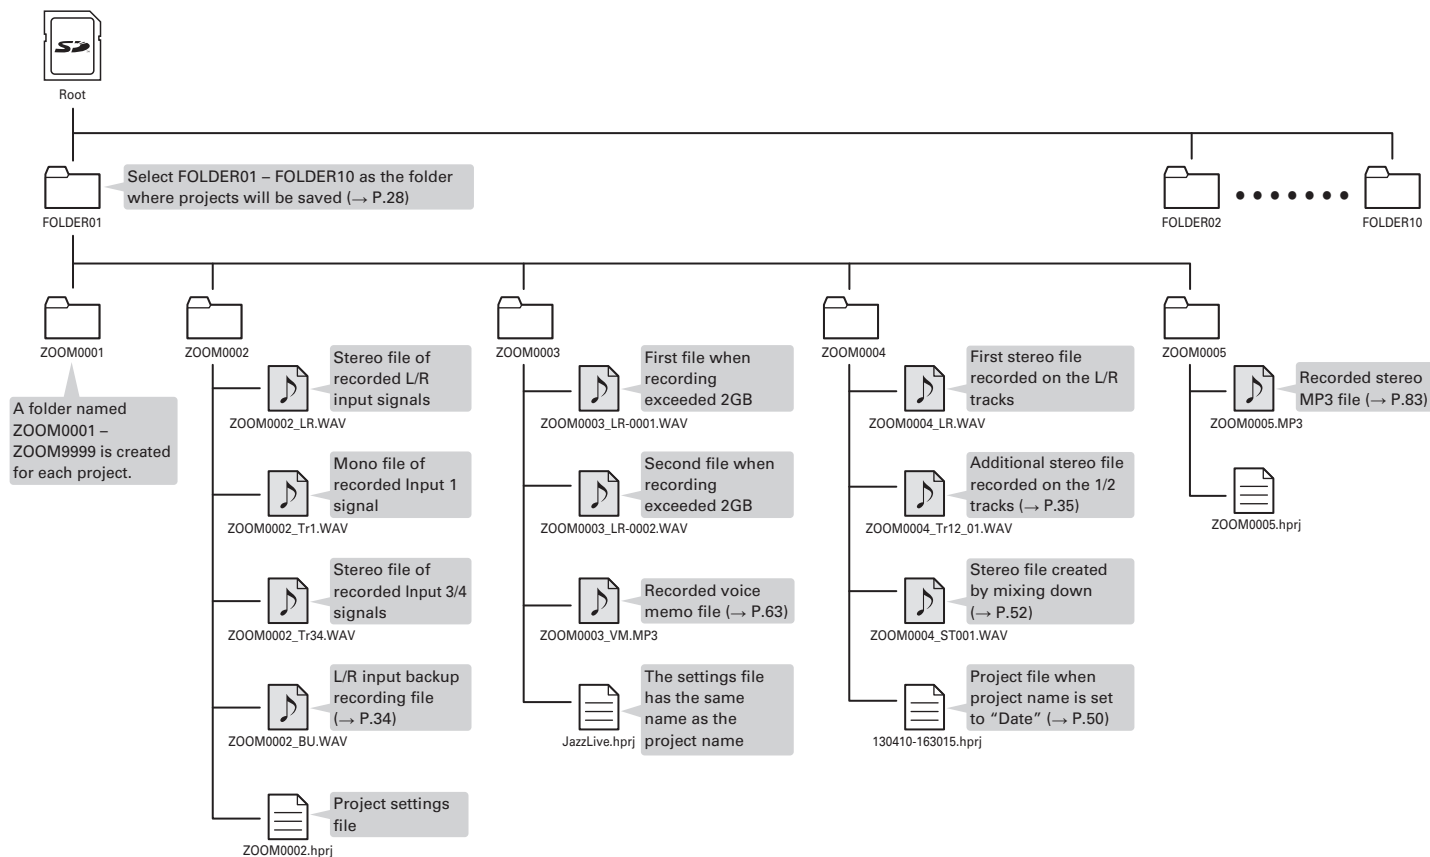 SD
Root
Select FOLDER01 – FOLDER10 as the folder
where projects will be saved (→ P.28)
FOLDER01
FOLDER02
FOLDER10
ZOOM0001
A folder named
ZOOM0001 –
ZOOM9999 is created
for each project.
ZOOM0002
Stereo file of
recorded L/R
input signals
ZOOM0002_LR.WAV
Mono file of
recorded Input 1
signal
ZOOM0002_Tr1.WAV
Stereo file of
recorded Input 3/4
signals
ZOOM0002_Tr34.WAV
L/R input backup
recording file
(→ P.34)
ZOOM0002_BU.WAV
Project settings
file
ZOOM0002.hprj
ZOOM0003
First file when
recording
exceeded 2GB
ZOOM0003_LR-0001.WAV
Second file when
recording
exceeded 2GB
ZOOM0003_LR-0002.WAV
Recorded voice
memo file (→ P.63)
ZOOM0003_VM.MP3
The settings file
has the same
name as the
project name
JazzLive.hprj
ZOOM0004
First stereo file
recorded on the L/R
tracks
ZOOM0004_LR.WAV
Additional stereo file
recorded on the 1/2
tracks (→ P.35)
ZOOM0004_Tr12_01.WAV
Stereo file created
by mixing down
(→ P.52)
ZOOM0004_ST001.WAV
Project file when
project name is set
to “Date” (→ P.50)
130410-163015.hprj
ZOOM0005
Recorded stereo
MP3 file (→ P.83)
ZOOM0005.MP3
ZOOM0005.hprj